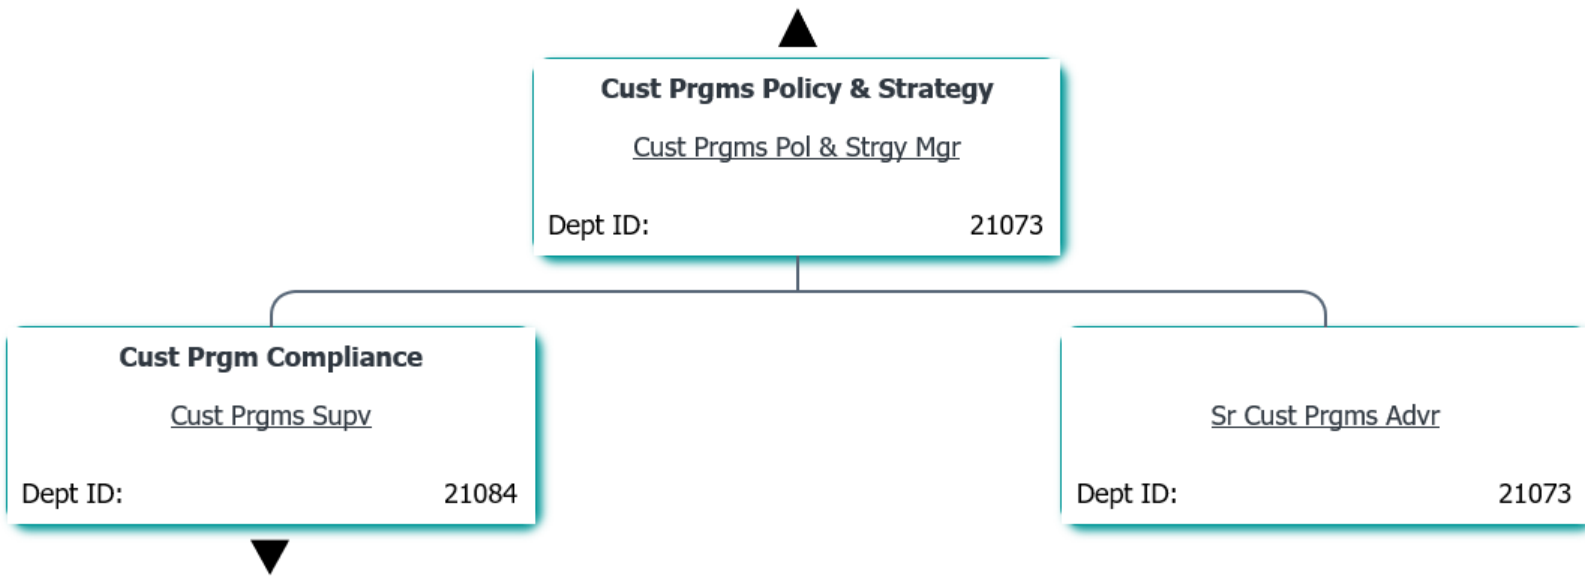 Cust Prgms Policy & Strategy
Cust Prgms Pol & Strgy Mgr
Dept ID: 21073
Cust Prgm Compliance
Cust Prgms Supv
Dept ID: 21084
Sr Cust Prgms Advr
Dept ID: 21073